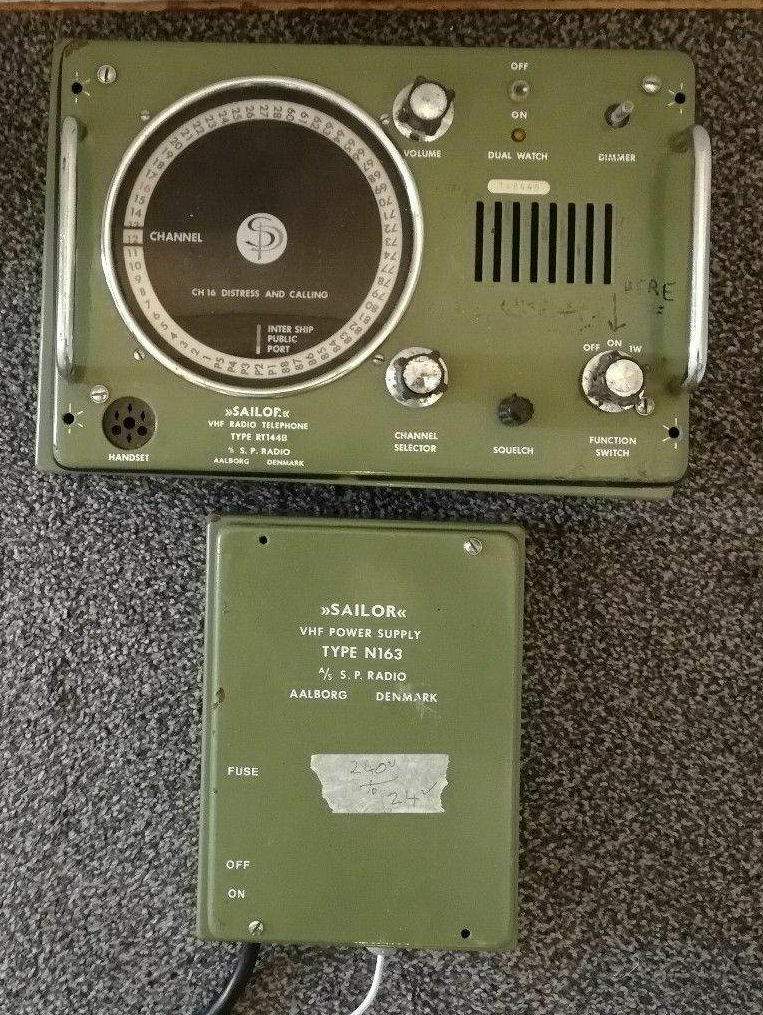 OFF
ON
VOLUME
DUAL WATCH
DIMMER
CHANNEL
SP
CH 16 DISTRESS AND CALLING
INTER SHIP
PUBLIC
PORT
HERE
OFF ON 1W
»SAILOR«
VHF RADIO TELEPHONE
TYPE RT144B
A/S S. P. RADIO
AALBORG DENMARK
HANDSET
CHANNEL
SELECTOR
SQUELCH
FUNCTION
SWITCH
»SAILOR«
VHF POWER SUPPLY
TYPE N163
A/S S. P. RADIO
AALBORG DENMARK
FUSE
240V
to
24V
OFF
ON